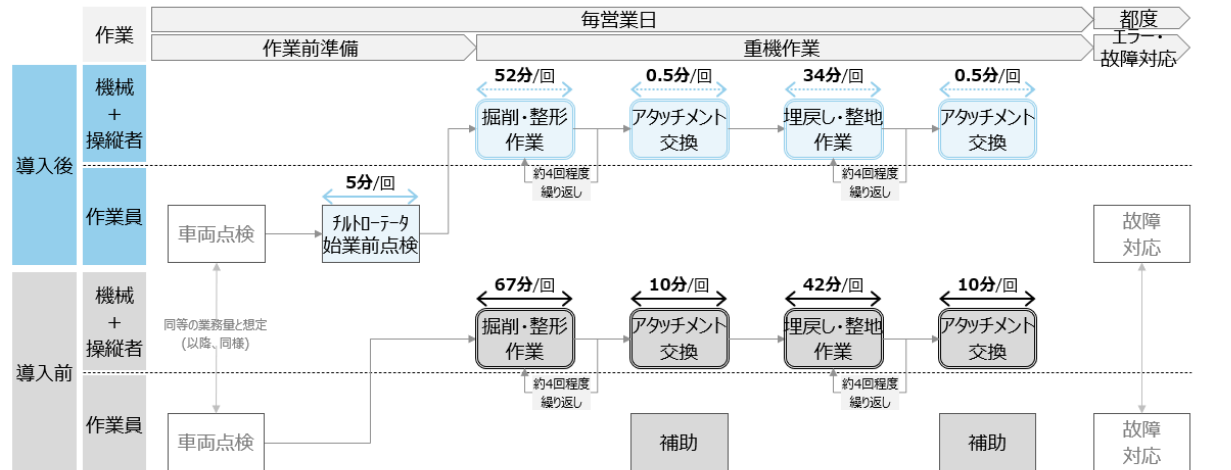 作業
毎営業日
都度
作業前準備
重機作業
エラー・
故障対応
導入後
機械
+
操縦者
52分/回
掘削・整形
作業
約4回程度
繰り返し
0.5分/回
アタッチメント
交換
34分/回
埋戻し・整地
作業
約4回程度
繰り返し
0.5分/回
アタッチメント
交換
作業員
車両点検
5分/回
チルトローテータ
始業前点検
故障
対応
同等の業務量と想定
(以降、同様)
導入前
機械
+
操縦者
67分/回
掘削・整形
作業
約4回程度
繰り返し
10分/回
アタッチメント
交換
42分/回
埋戻し・整地
作業
約4回程度
繰り返し
10分/回
アタッチメント
交換
作業員
車両点検
補助
補助
故障
対応